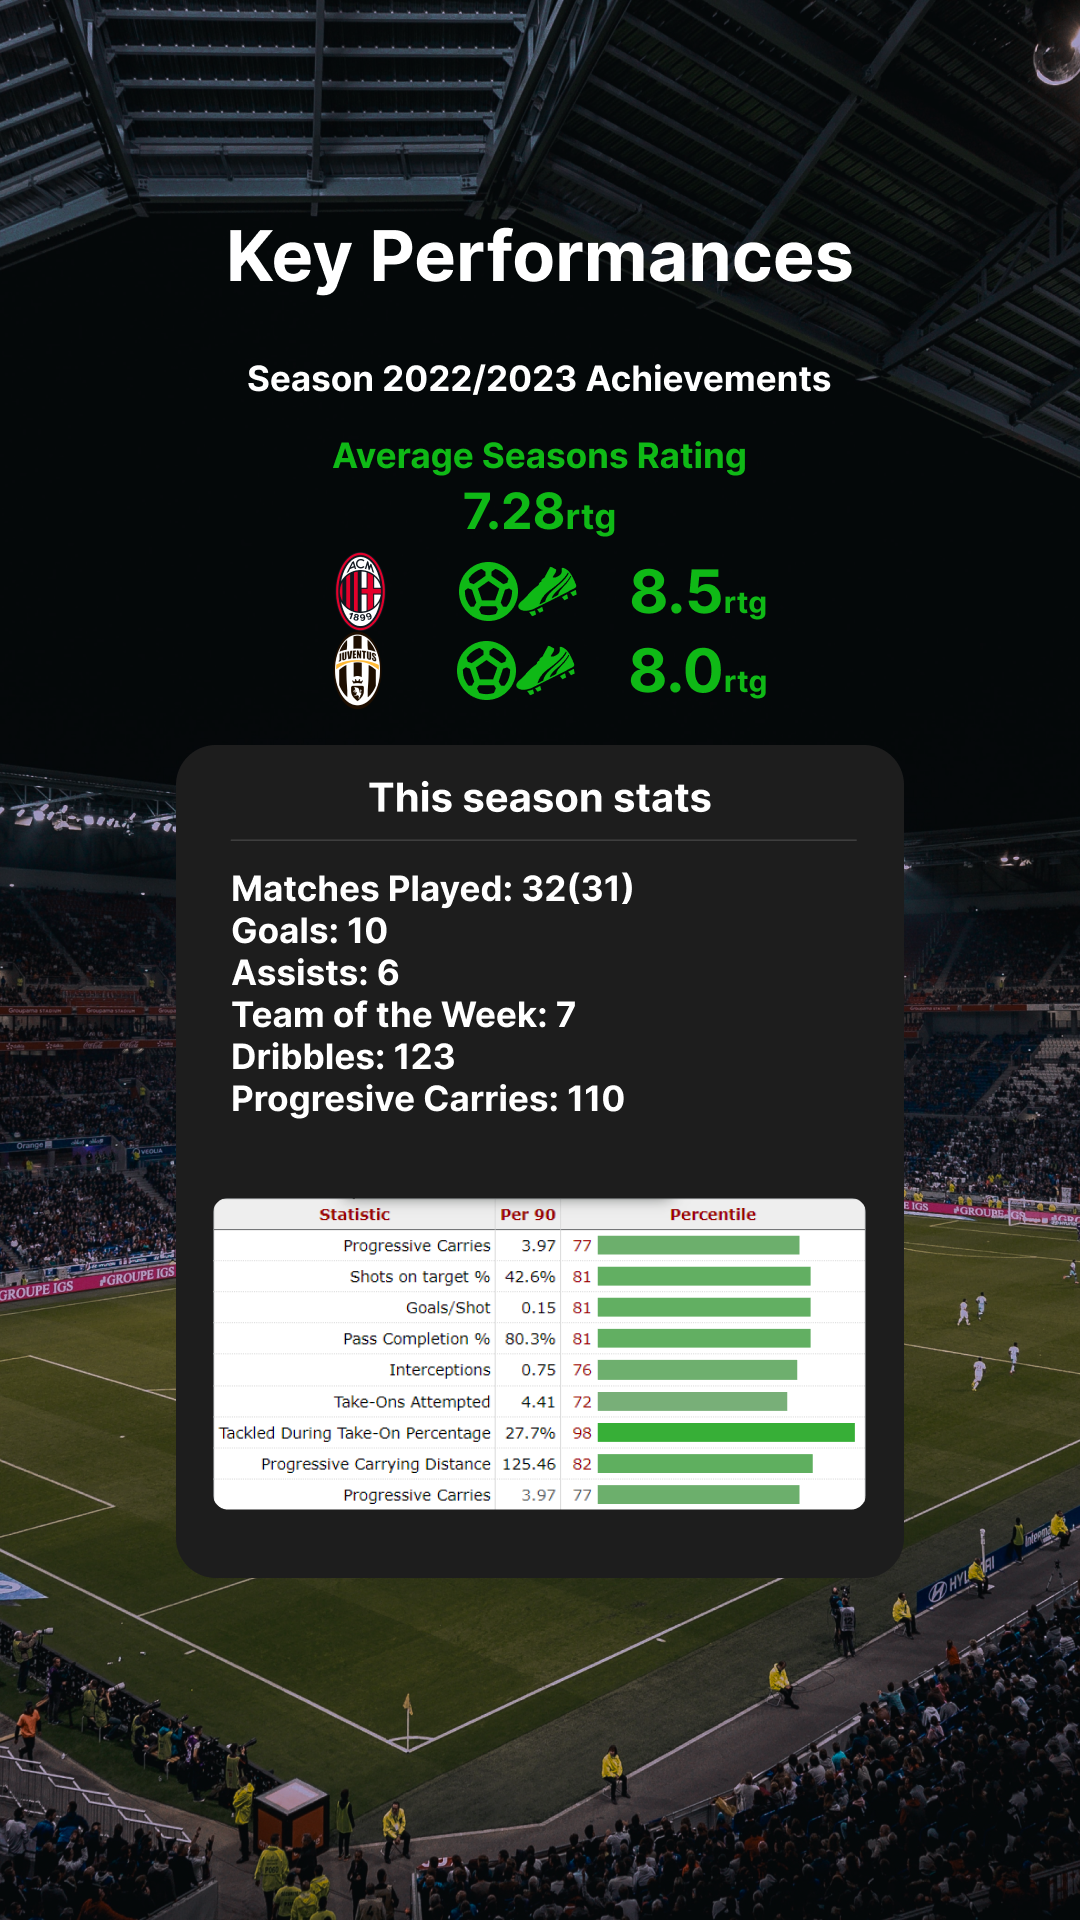 Key Performances
Season 2022/2023 Achievements
Average Seasons Rating
7.28rtg
ACM
1899
8.5rtg
JUVENTUS
8.0rtg
This season stats
Matches Played: 32(31)
Goals: 10
Assists: 6
Team of the Week: 7
Dribbles: 123
Progresive Carries: 110
Statistic Per 90 Percentile
Progressive Carries 3.97 77
Shots on target % 42.6% 81
Goals/Shot 0.15 81
Pass Completion % 80.3% 81
Interceptions 0.75 76
Take-Ons Attempted 4.41 72
Tackled During Take-On Percentage 27.7% 98
Progressive Carrying Distance 125.46 82
Progressive Carries 3.97 77
Orange
VEOLIA
GROUPE IGS
GROUPE IGS
E IGS
GROUPE